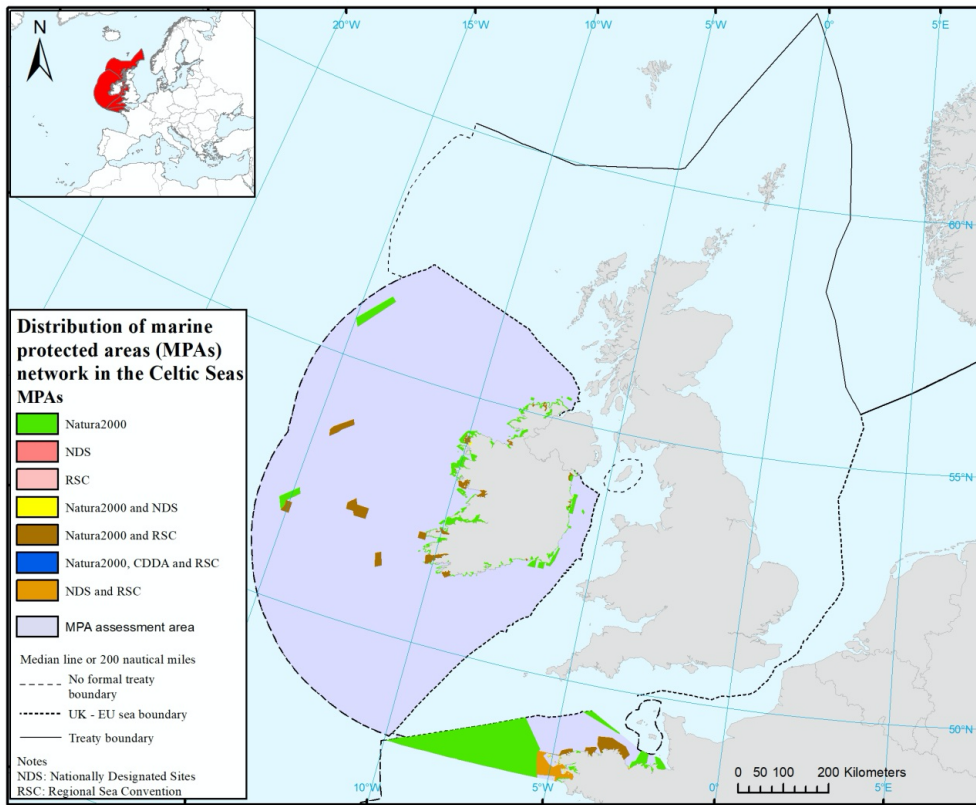 N
20°W
15°W
10°W
5°W
0°
5°E
60°N
55°N
50°N
10°W
5°W
0°
Distribution of marine
protected areas (MPAs)
network in the Celtic Seas
MPAs
Natura2000
NDS
RSC
Natura2000 and NDS
Natura2000 and RSC
Natura2000, CDDA and RSC
NDS and RSC
MPA assessment area
Median line or 200 nautical miles
No formal treaty
boundary
UK - EU sea boundary
Treaty boundary
Notes
NDS: Nationally Designated Sites
RSC: Regional Sea Convention
0 50 100 200 Kilometers